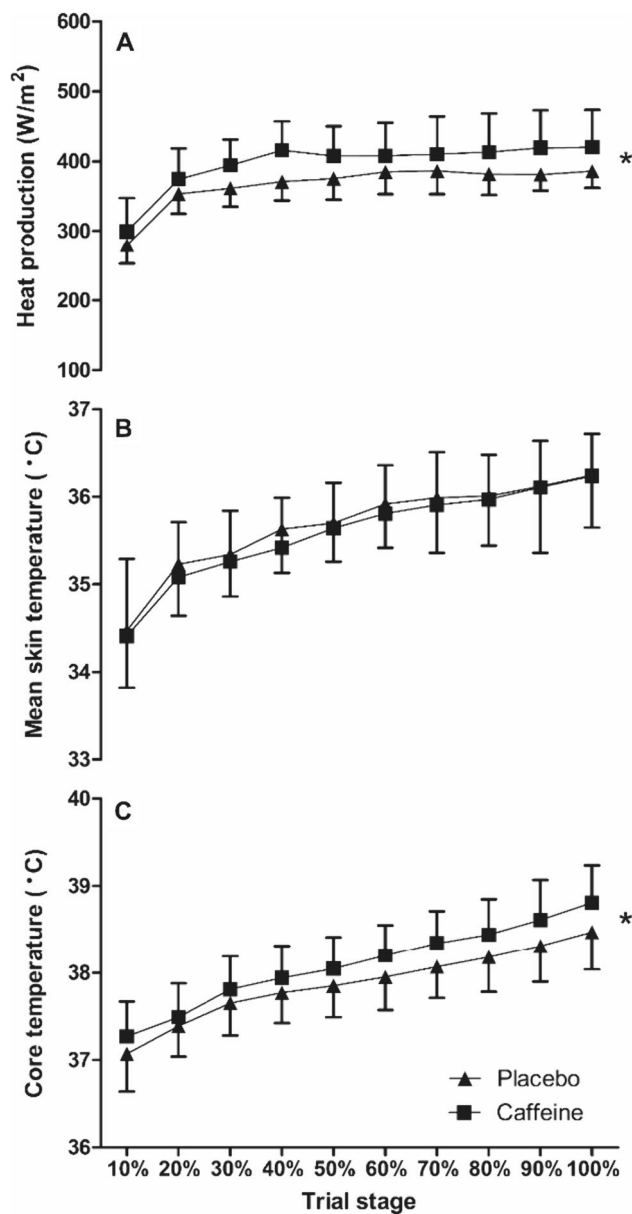 A
Heat production (W/m²)
600
500
400
300
200
100
*
B
Mean skin temperature (°C)
37
36
35
34
33
C
Core temperature (°C)
40
39
38
37
36
*
Placebo
Caffeine
10% 20% 30% 40% 50% 60% 70% 80% 90% 100%
Trial stage